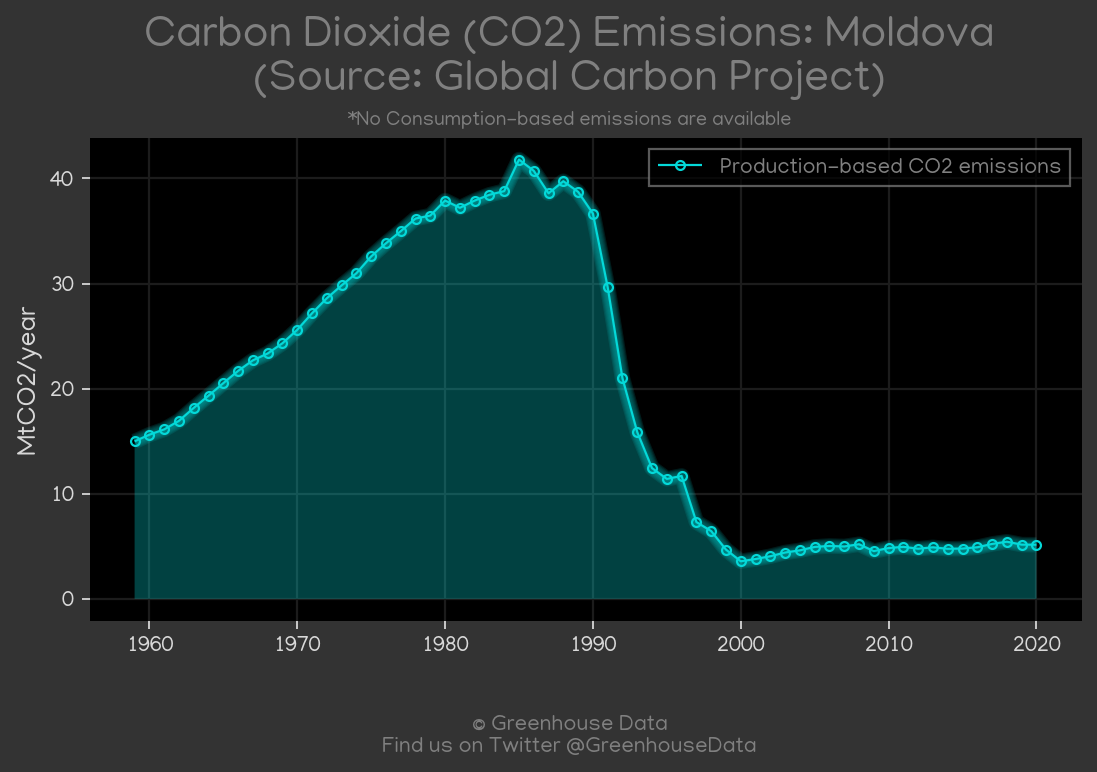 Carbon Dioxide (CO2) Emissions: Moldova
(Source: Global Carbon Project)
*No Consumption-based emissions are available
Production-based CO2 emissions
MtCO2/year
40
30
20
10
0
1960 1970 1980 1990 2000 2010 2020
© Greenhouse Data
Find us on Twitter @GreenhouseData